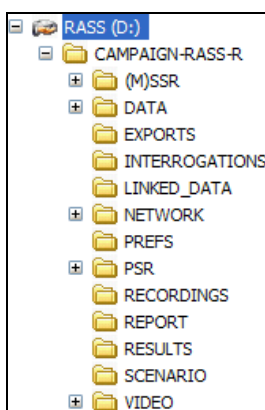 RASS (D:)
CAMPAIGN-RASS-R
(M)SSR
DATA
EXPORTS
INTERROGATIONS
LINKED_DATA
NETWORK
PREFS
PSR
RECORDINGS
REPORT
RESULTS
SCENARIO
VIDEO